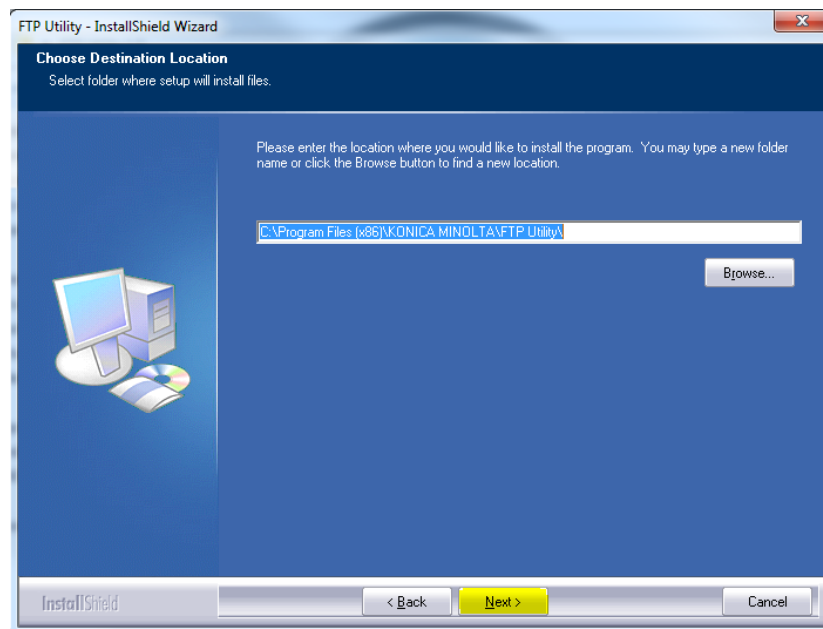 FTP Utility - InstallShield Wizard
Choose Destination Location
Select folder where setup will install files.
Please enter the location where you would like to install the program. You may type a new folder
name or click the Browse button to find a new location.
C:\Program Files (x86)\KONICA MINOLTA\FTP Utility\
Browse...
InstallShield
< Back
Next >
Cancel